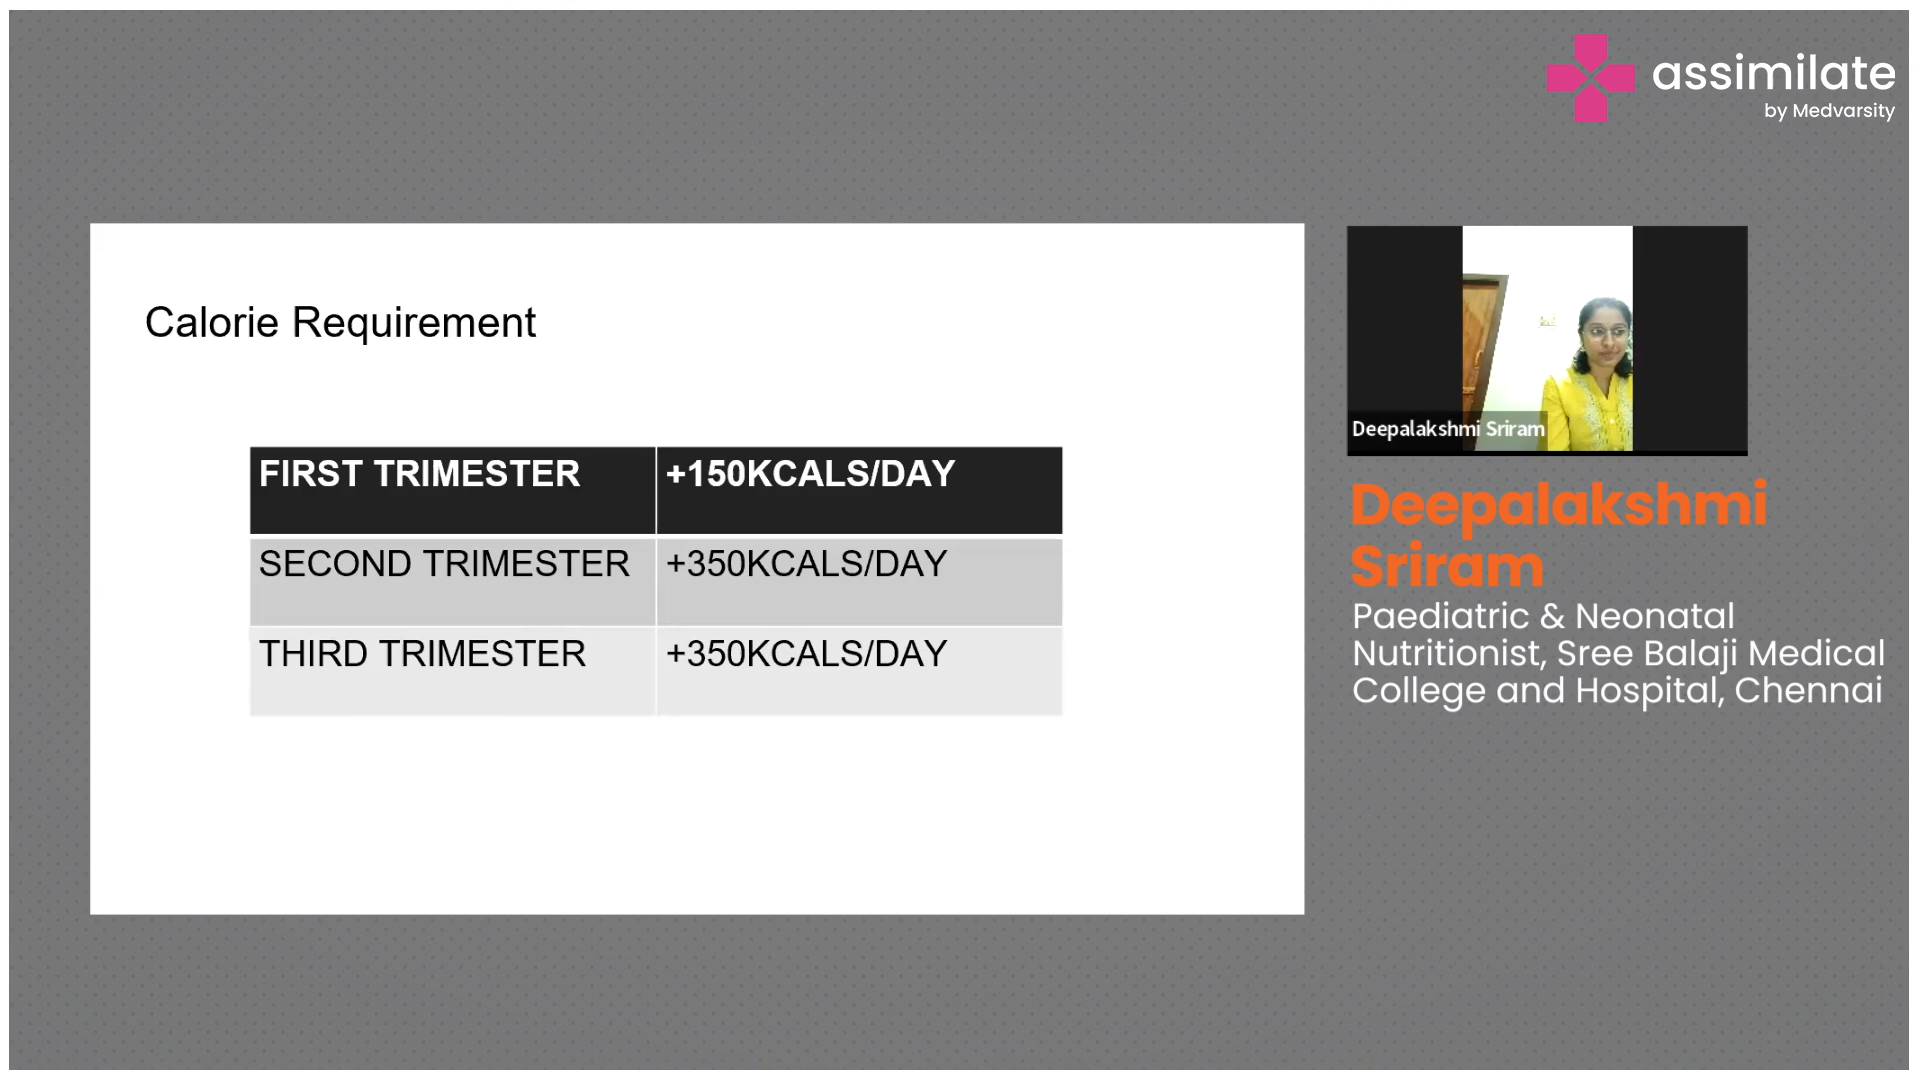 assimilate
by Medvarsity
Calorie Requirement
FIRST TRIMESTER +150KCALS/DAY
SECOND TRIMESTER +350KCALS/DAY
THIRD TRIMESTER +350KCALS/DAY
Deepalakshmi Sriram
Deepalakshmi
Sriram
Paediatric & Neonatal
Nutritionist, Sree Balaji Medical
College and Hospital, Chennai